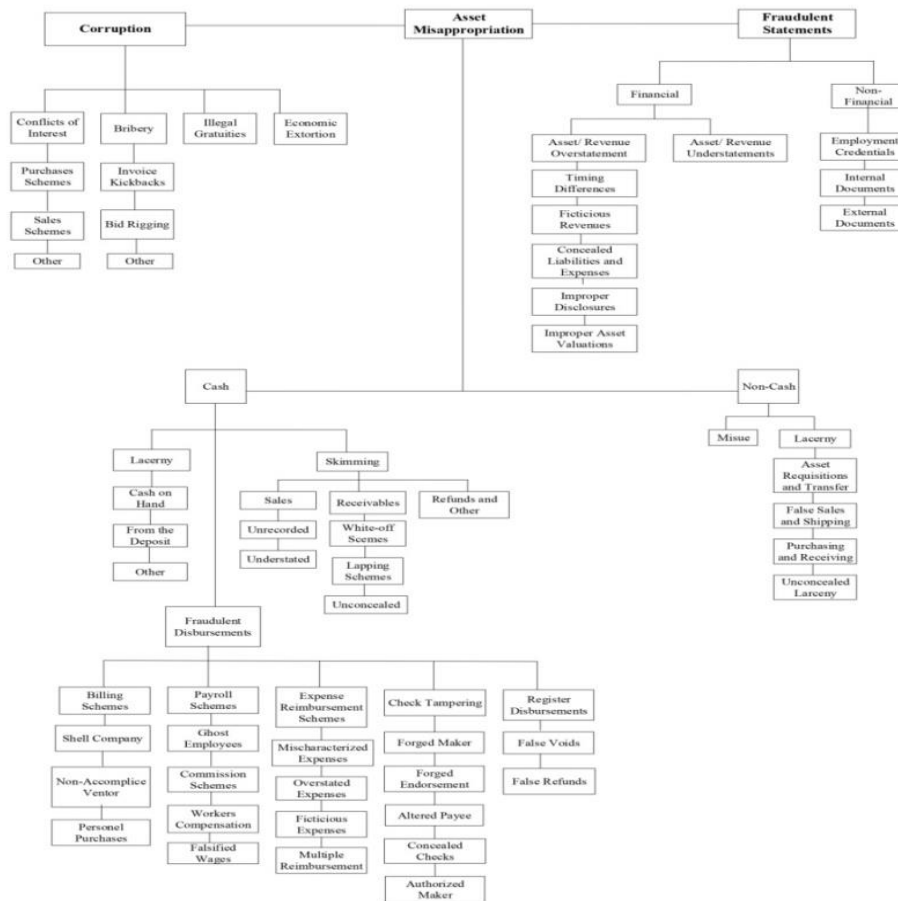 Corruption
Asset
Misappropriation
Fraudulent
Statements
Conflicts of
Interest
Bribery
Illegal
Gratuities
Economic
Extortion
Purchases
Schemes
Invoice
Kickbacks
Sales
Schemes
Bid Rigging
Other
Other
Financial
Non-
Financial
Asset/ Revenue
Overstatement
Asset/ Revenue
Understatements
Employment
Credentials
Timing
Differences
Internal
Documents
Ficticious
Revenues
External
Documents
Concealed
Liabilities and
Expenses
Improper
Disclosures
Improper Asset
Valuations
Cash
Non-Cash
Lacerny
Cash on
Hand
From the
Deposit
Other
Skimming
Sales
Unrecorded
Understated
Receivables
White-off
Scemes
Lapping
Schemes
Unconcealed
Refunds and
Other
Misue
Lacerny
Asset
Requisitions
and Transfer
False Sales
and Shipping
Purchasing
and Receiving
Unconcealed
Larceny
Fraudulent
Disbursements
Billing
Schemes
Shell Company
Non-Accomplice
Ventor
Personel
Purchases
Payroll
Schemes
Ghost
Employees
Commission
Schemes
Workers
Compensation
Falsified
Wages
Expense
Reimbursement
Schemes
Mischaracterized
Expenses
Overstated
Expenses
Ficticious
Expenses
Multiple
Reimbursement
Check Tampering
Forged Maker
Forged
Endorsement
Altered Payee
Concealed
Checks
Authorized
Maker
Register
Disbursements
False Voids
False Refunds